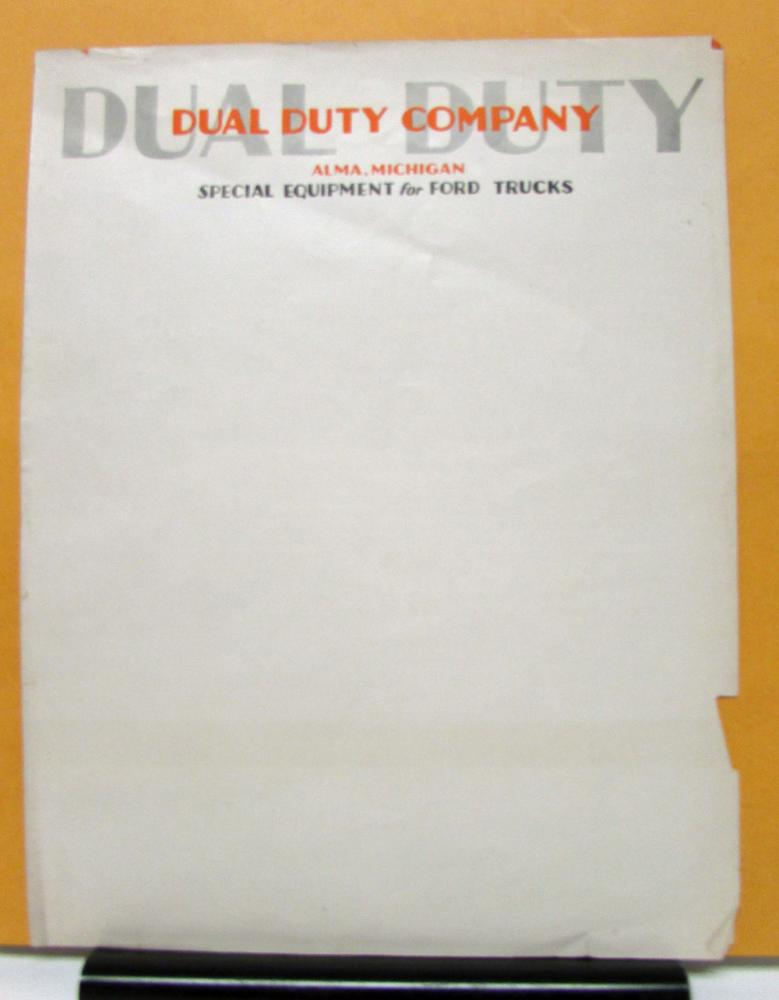 DUAL DUTY
DUAL DUTY COMPANY
ALMA, MICHIGAN
SPECIAL EQUIPMENT for FORD TRUCKS